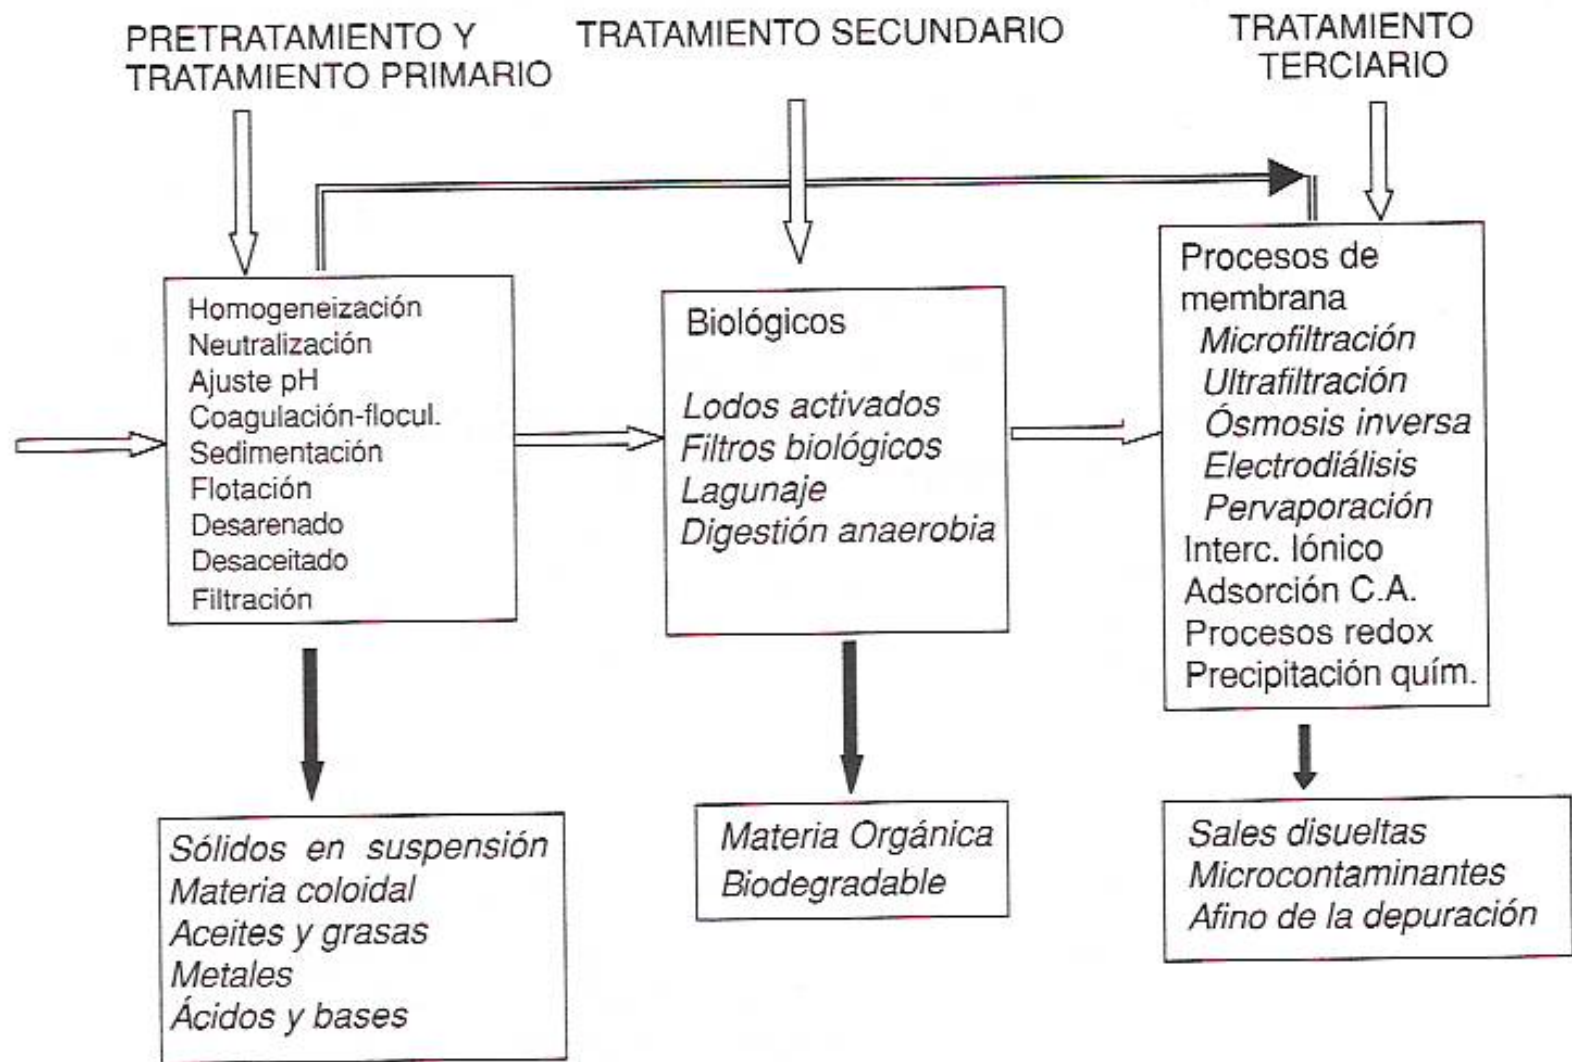 PRETRATAMIENTO Y
TRATAMIENTO PRIMARIO
TRATAMIENTO SECUNDARIO
TRATAMIENTO
TERCIARIO
Homogeneización
Neutralización
Ajuste pH
Coagulación-flocul.
Sedimentación
Flotación
Desarenado
Desaceitado
Filtración
Biológicos
Lodos activados
Filtros biológicos
Lagunaje
Digestión anaerobia
Procesos de
membrana
Microfiltración
Ultrafiltración
Ósmosis inversa
Electrodiálisis
Pervaporación
Interc. Iónico
Adsorción C.A.
Procesos redox
Precipitación quím.
Sólidos en suspensión
Materia coloidal
Aceites y grasas
Metales
Ácidos y bases
Materia Orgánica
Biodegradable
Sales disueltas
Microcontaminantes
Afino de la depuración